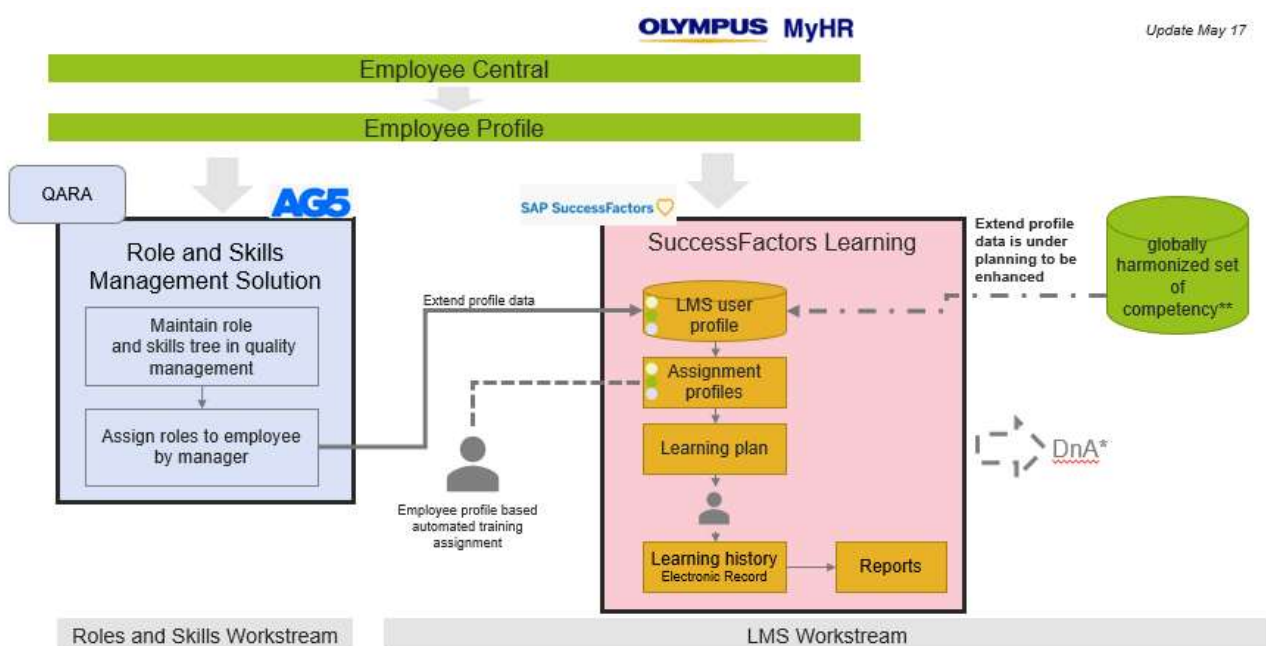 OLYMPUS MyHR
Update May 17
Employee Central
Employee Profile
QARA
AG5
SAP SuccessFactors
Role and Skills
Management Solution
Maintain role
and skills tree in quality
management
Assign roles to employee
by manager
Extend profile data
Employee profile based
automated training
assignment
SuccessFactors Learning
LMS user
profile
Assignment
profiles
Learning plan
Learning history
Electronic Record
Reports
Extend profile
data is under
planning to be
enhanced
globally
harmonized set
of
competency**
DnA*
Roles and Skills Workstream
LMS Workstream